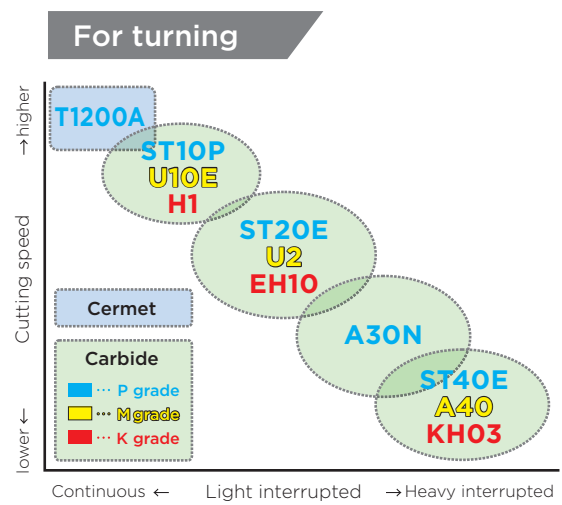 For turning
→higher
Cutting speed
lower←
T1200A
ST10P
U10E
H1
ST20E
U2
EH10
A30N
ST40E
A40
KH03
Cermet
Carbide
··· P grade
··· M grade
··· K grade
Continuous ← Light interrupted → Heavy interrupted